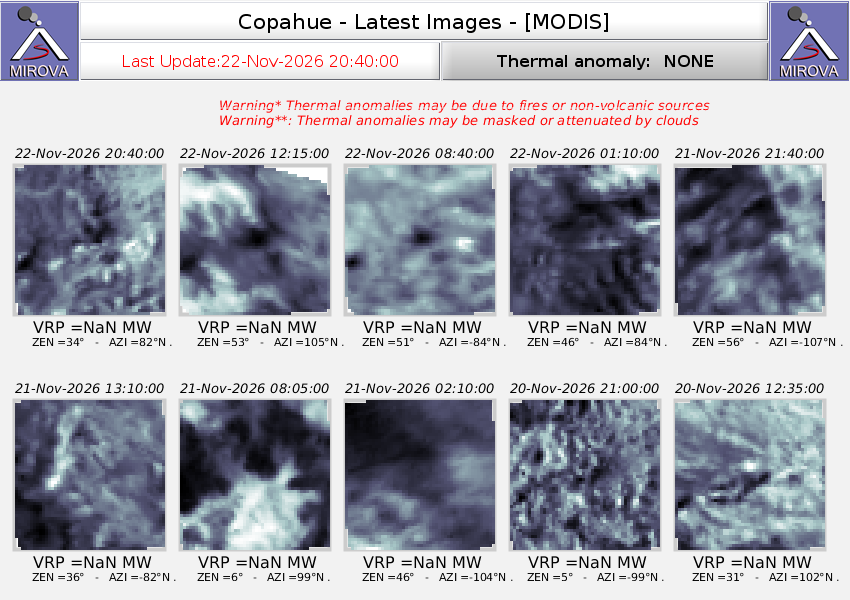 Copahue - Latest Images - [MODIS]
MIROVA
Last Update:22-Nov-2026 20:40:00
Thermal anomaly: NONE
MIROVA
Warning* Thermal anomalies may be due to fires or non-volcanic sources
Warning**: Thermal anomalies may be masked or attenuated by clouds
22-Nov-2026 20:40:00 22-Nov-2026 12:15:00 22-Nov-2026 08:40:00 22-Nov-2026 01:10:00 21-Nov-2026 21:40:00
VRP =NaN MW VRP =NaN MW VRP =NaN MW VRP =NaN MW VRP =NaN MW
ZEN =34° - AZI =82°N . ZEN =53° - AZI =105°N . ZEN =51° - AZI =-84°N . ZEN =46° - AZI =84°N . ZEN =56° - AZI =-107°N .
21-Nov-2026 13:10:00 21-Nov-2026 08:05:00 21-Nov-2026 02:10:00 20-Nov-2026 21:00:00 20-Nov-2026 12:35:00
VRP =NaN MW VRP =NaN MW VRP =NaN MW VRP =NaN MW VRP =NaN MW
ZEN =36° - AZI =-82°N . ZEN =6° - AZI =99°N . ZEN =46° - AZI =-104°N . ZEN =5° - AZI =-99°N . ZEN =31° - AZI =102°N .